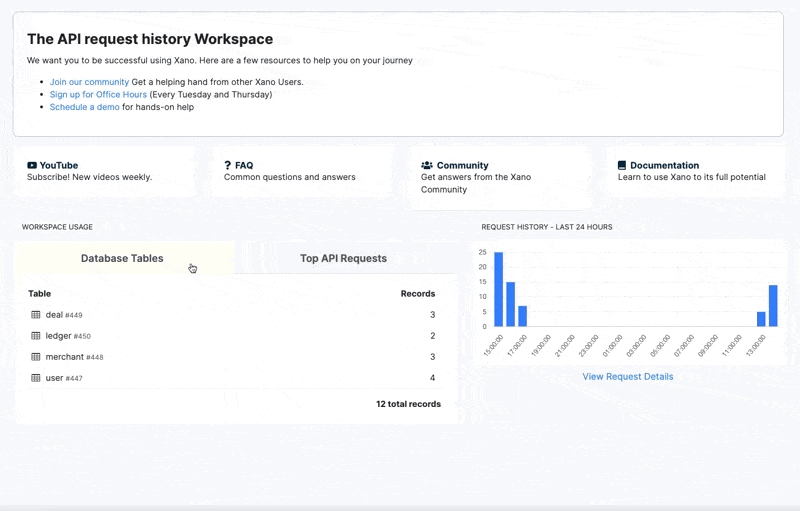 The API request history Workspace
We want you to be successful using Xano. Here are a few resources to help you on your journey
Join our community Get a helping hand from other Xano Users.
Sign up for Office Hours (Every Tuesday and Thursday)
Schedule a demo for hands-on help
YouTube
Subscribe! New videos weekly.
FAQ
Common questions and answers
Community
Get answers from the Xano
Community
Documentation
Learn to use Xano to its full potential
WORKSPACE USAGE
Database Tables
Top API Requests
Table Records
deal #449 3
ledger #450 2
merchant #448 3
user #447 4
12 total records
REQUEST HISTORY - LAST 24 HOURS
25
20
15
10
5
0
15:00:00
17:00:00
19:00:00
21:00:00
23:00:00
01:00:00
03:00:00
05:00:00
07:00:00
09:00:00
11:00:00
13:00:00
View Request Details